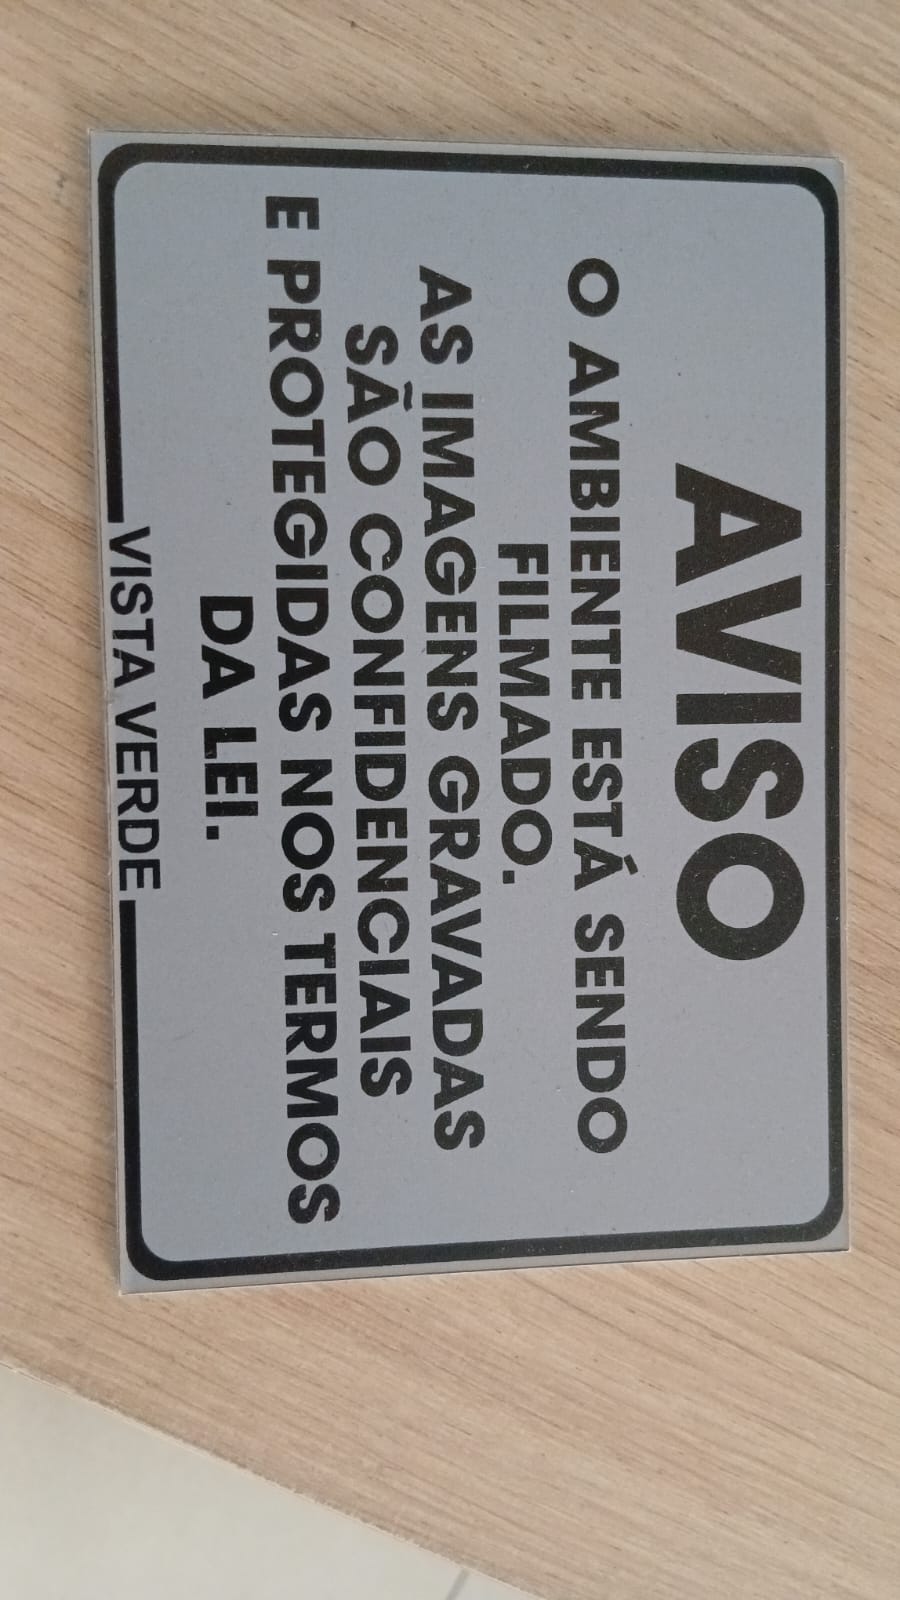 AVISO
O AMBIENTE ESTÁ SENDO
FILMADO.
AS IMAGENS GRAVADAS
SÃO CONFIDENCIAIS
E PROTEGIDAS NOS TERMOS
DA LEI.
VISTA VERDE